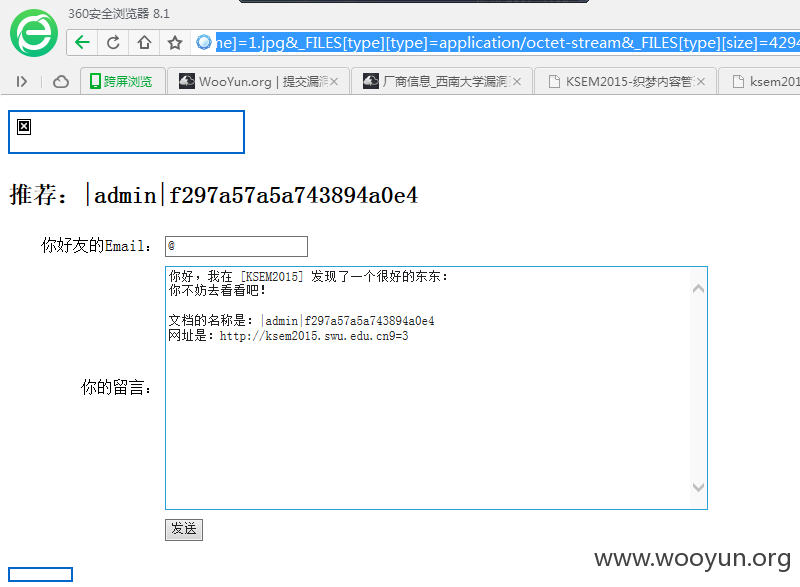 360安全浏览器 8.1
ne]=1.jpg&_FILES[type][type]=application/octet-stream&_FILES[type][size]=4294
跨屏浏览
WooYun.org | 提交漏洞
厂商信息_西南大学漏洞
KSEM2015-织梦内容管
ksem201
推荐：|admin|f297a57a5a743894a0e4
你好友的Email： @
你好，我在 [KSEM2015] 发现了一个很好的东东：
你不妨去看看吧！
文档的名称是：|admin|f297a57a5a743894a0e4
网址是：http://ksem2015.swu.edu.cn9=3
你的留言：
发送
www.wooyun.org